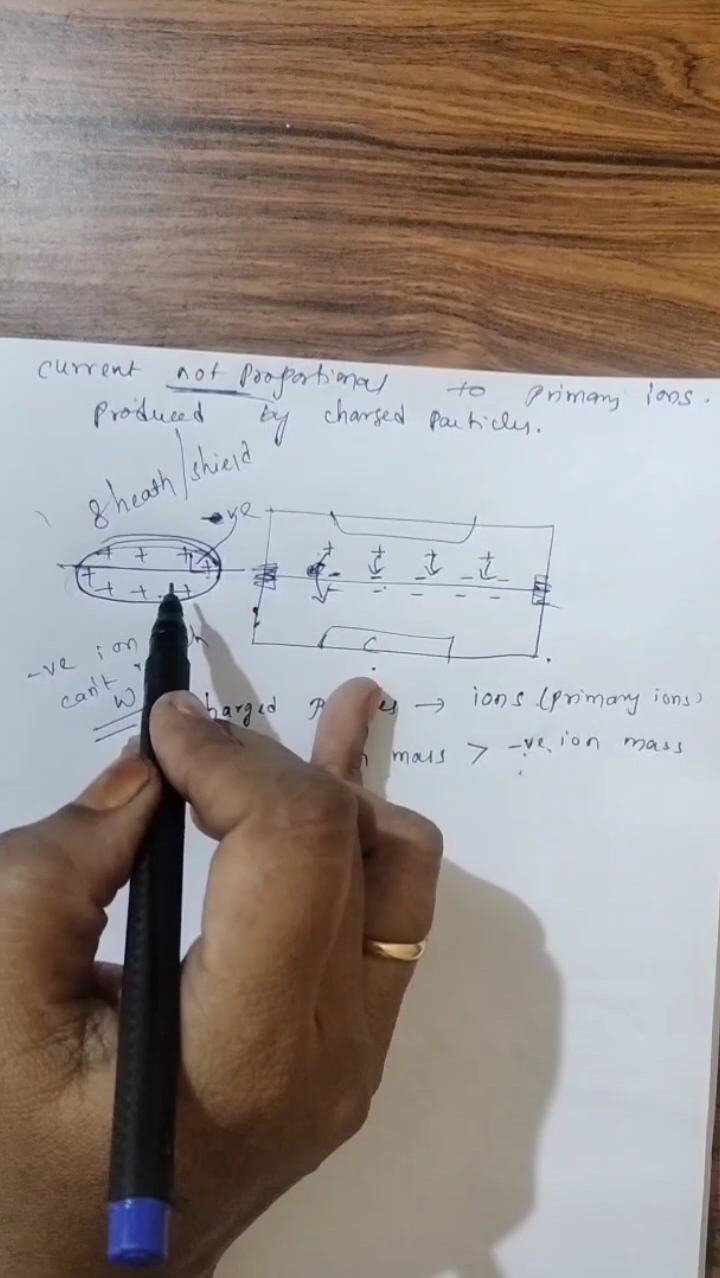 current not proportional to primary ions.
produced by charged particles.
sheath/shield
-ve
+ + + + + + +
+ + + +
- - - - - -
C
-ve ion
can't
charged → ions (primary ions)
mass > -ve ion mass